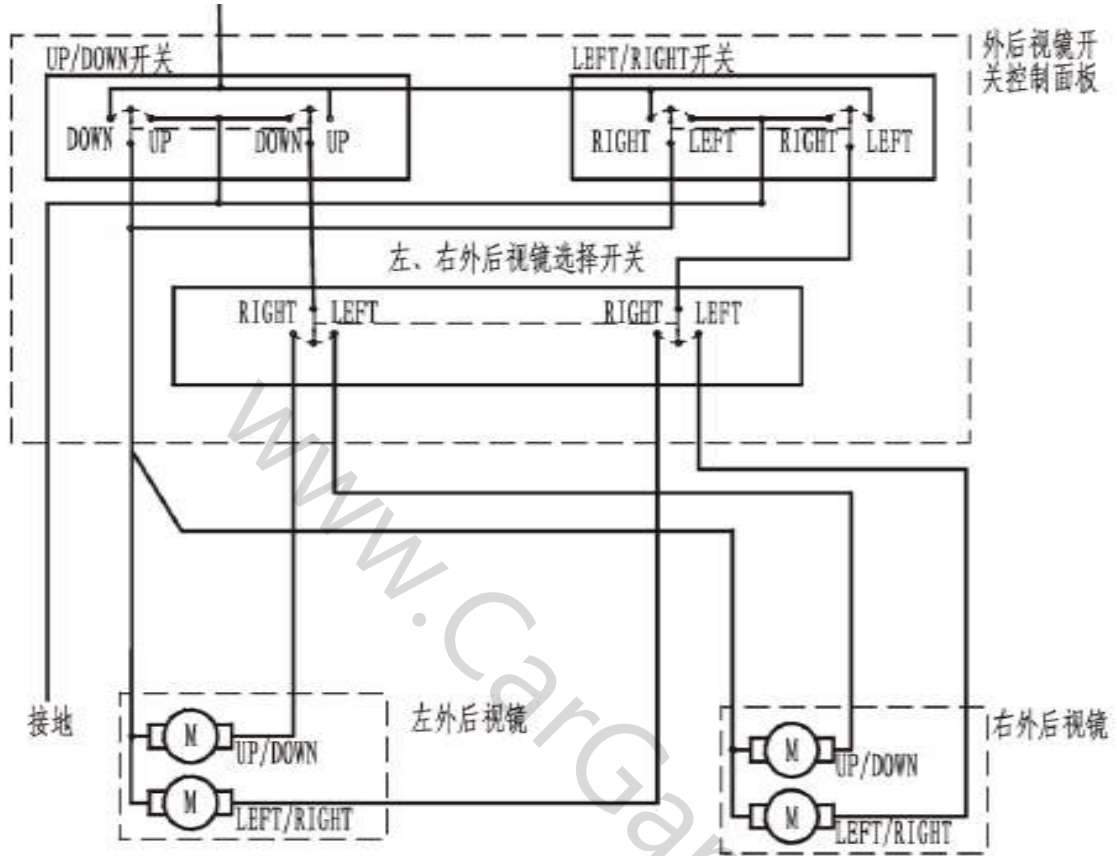 UP/DOWN开关
LEFT/RIGHT开关
外后视镜开
关控制面板
DOWN UP DOWN UP
RIGHT LEFT RIGHT LEFT
左、右外后视镜选择开关
RIGHT LEFT RIGHT LEFT
接地
左外后视镜
右外后视镜
M
UP/DOWN
M
LEFT/RIGHT
M
UP/DOWN
M
LEFT/RIGHT
www.CarGa